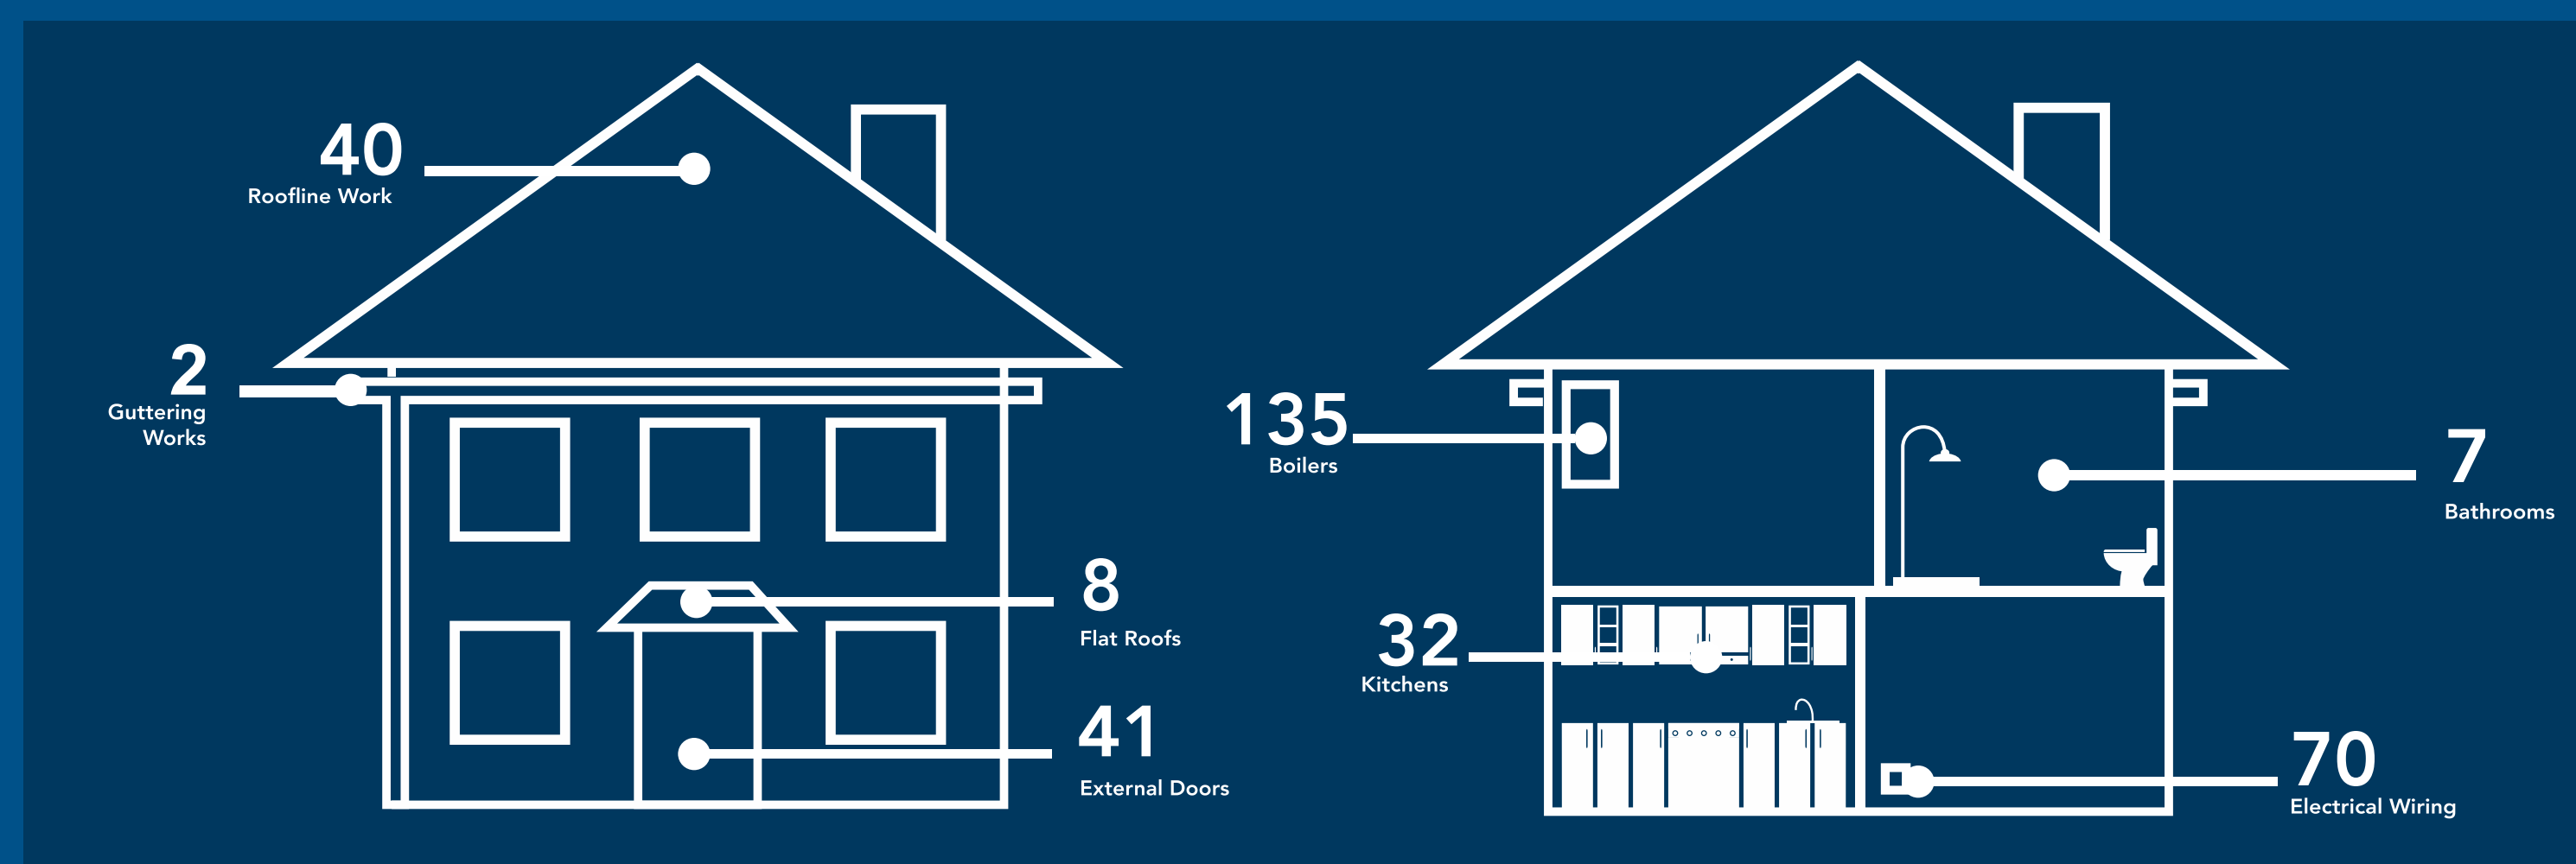 40
Roofline Work
2
Guttering
Works
8
Flat Roofs
41
External Doors
135
Boilers
7
Bathrooms
32
Kitchens
70
Electrical Wiring